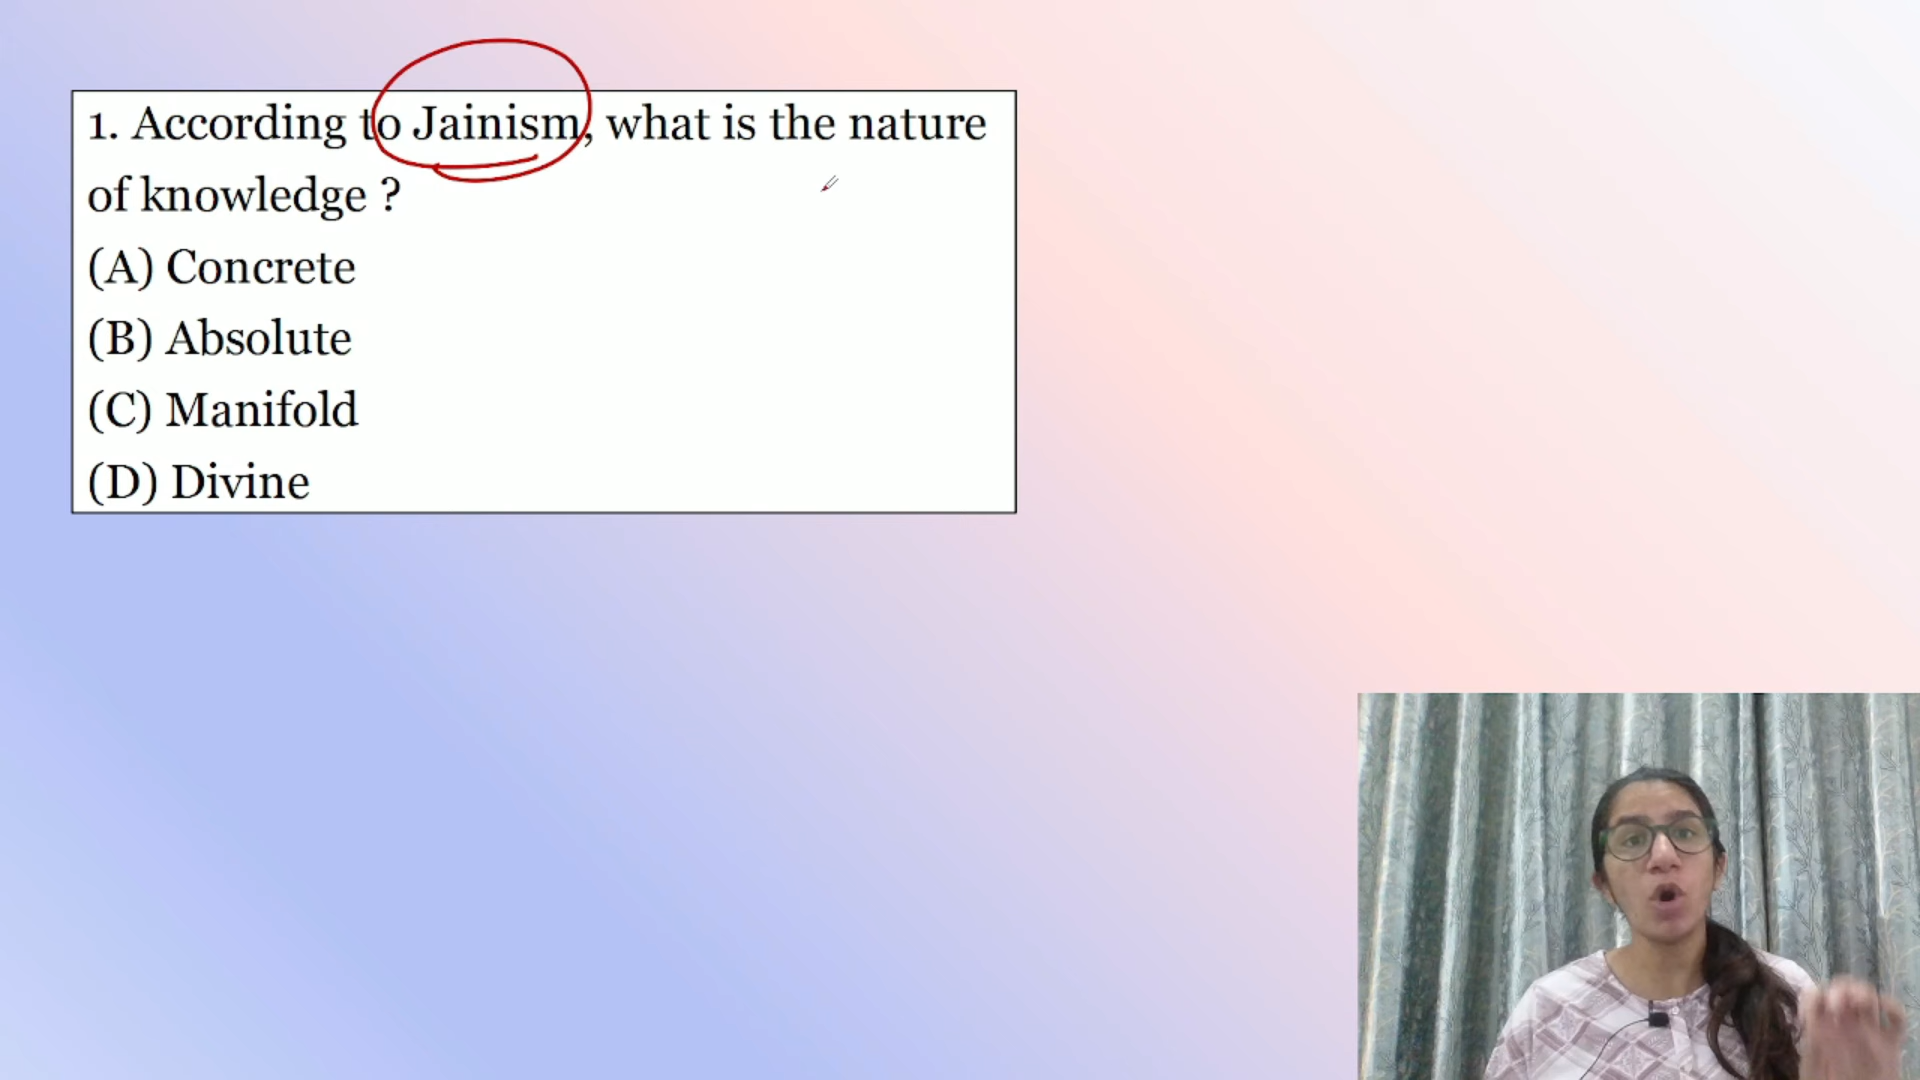 1. According to Jainism, what is the nature
of knowledge ?
(A) Concrete
(B) Absolute
(C) Manifold
(D) Divine